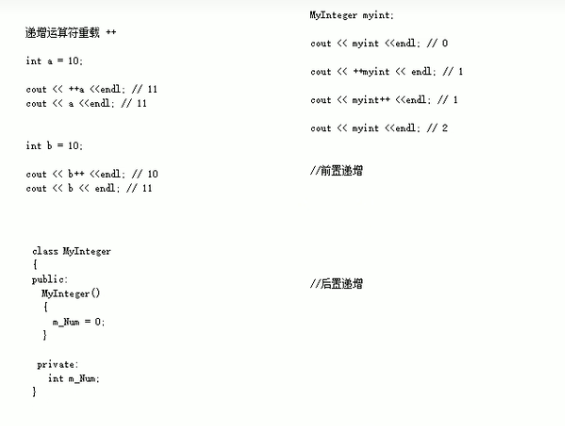 递增运算符重载 ++
int a = 10;
cout << ++a <<endl; // 11
cout << a <<endl; // 11
int b = 10;
cout << b++ <<endl; // 10
cout << b << endl; // 11
class MyInteger
{
public:
MyInteger()
{
m_Num = 0;
}
private:
int m_Num;
}
MyInteger myint;
cout << myint <<endl; // 0
cout << ++myint << endl; // 1
cout << myint++ <<endl; // 1
cout << myint <<endl; // 2
//前置递增
//后置递增